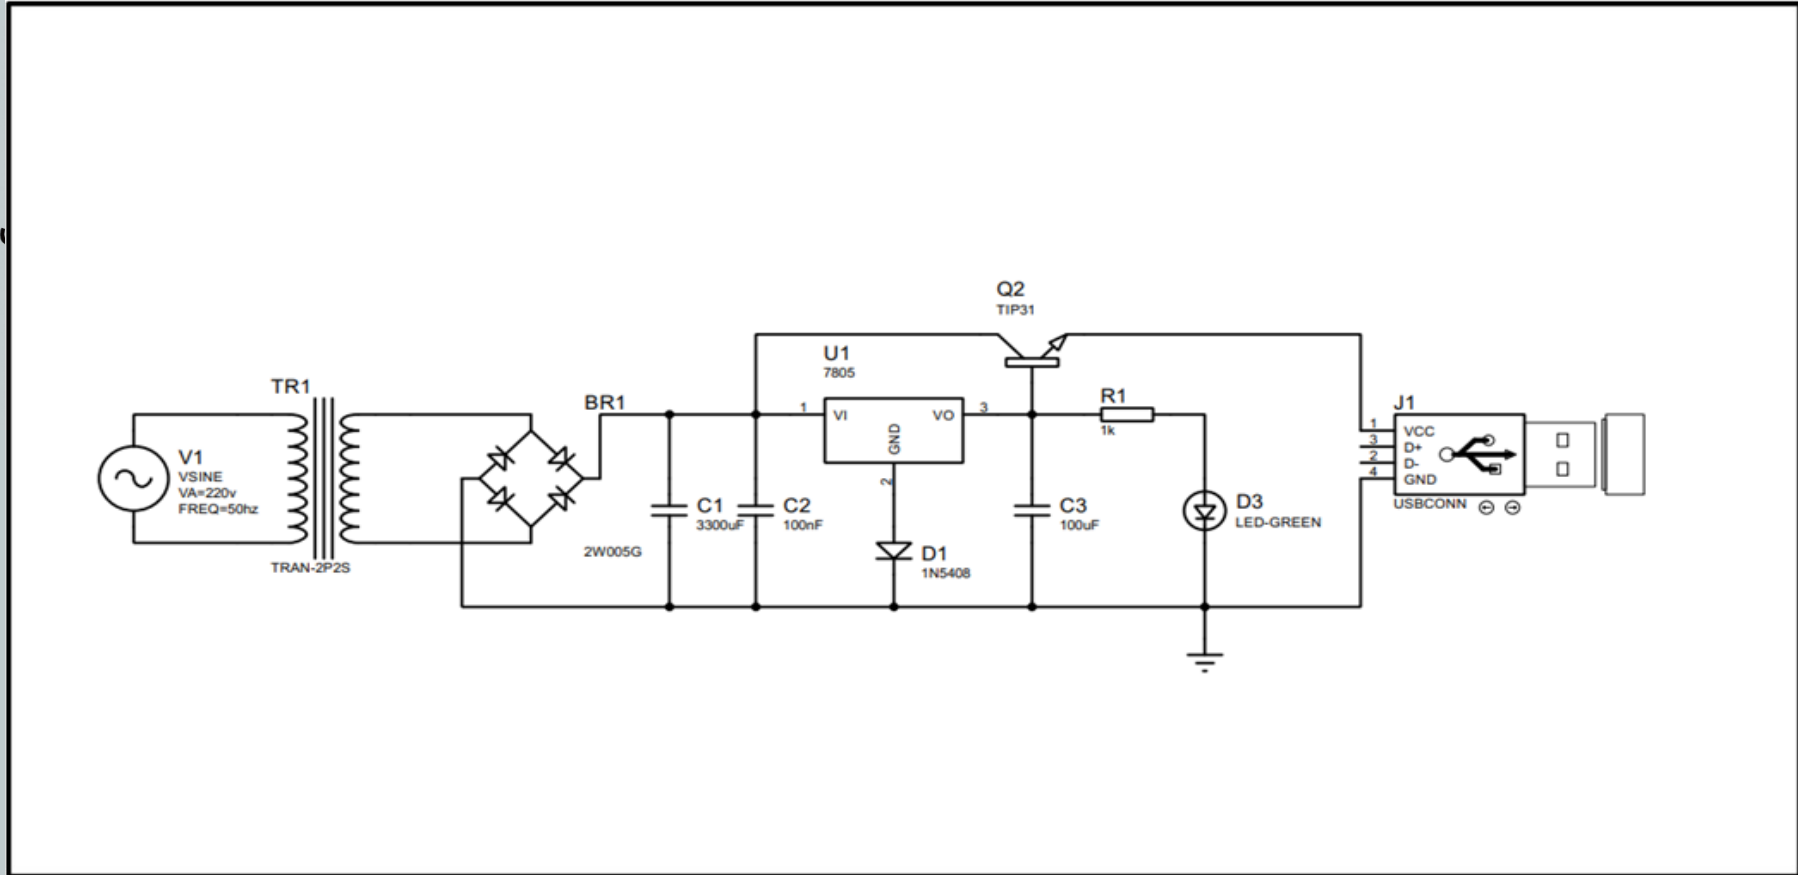 Q2
TIP31
U1
7805
TR1
BR1
R1
1k
J1
1
VI
VO
3
GND
2
1
VCC
3
D+
2
D-
4
GND
USBCONN
V1
VSINE
VA=220v
FREQ=50hz
C1
3300uF
C2
100nF
C3
100uF
D3
LED-GREEN
2W005G
D1
1N5408
TRAN-2P2S